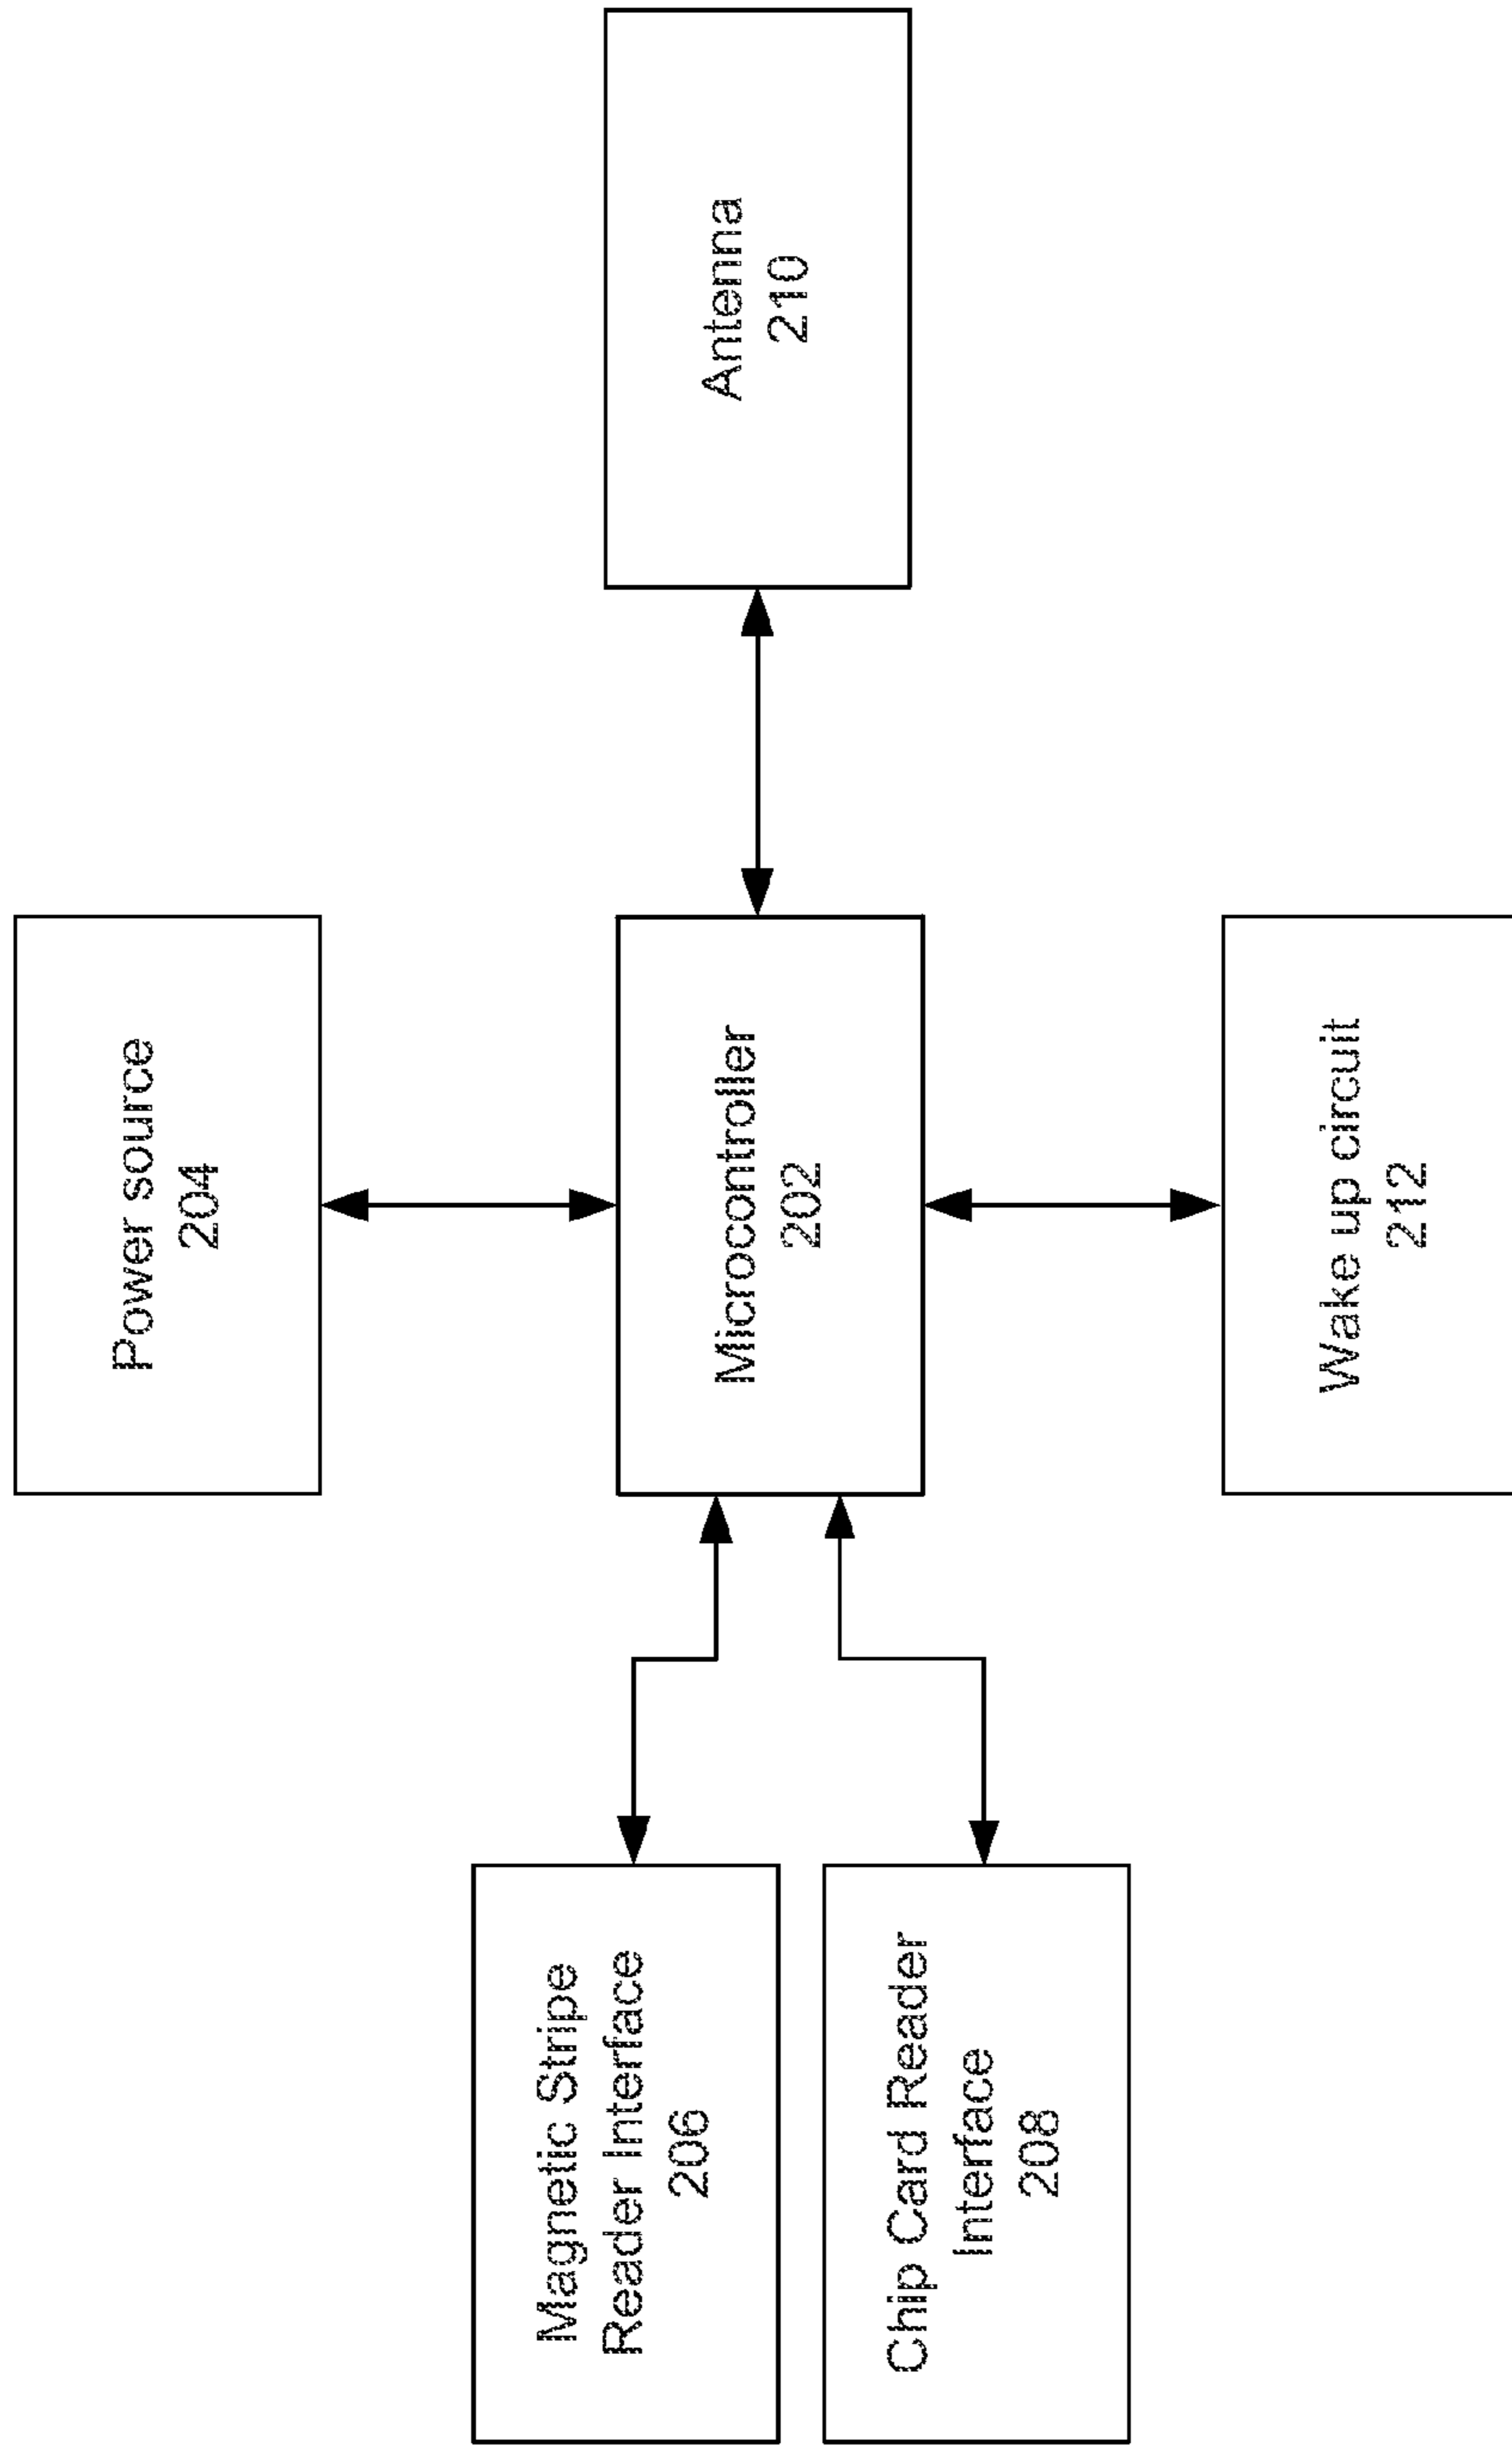 Power source
204
Magnetic Stripe
Reader Interface
206
Chip Card Reader
Interface
208
Microcontroller
202
Antenna
210
Wake up circuit
212